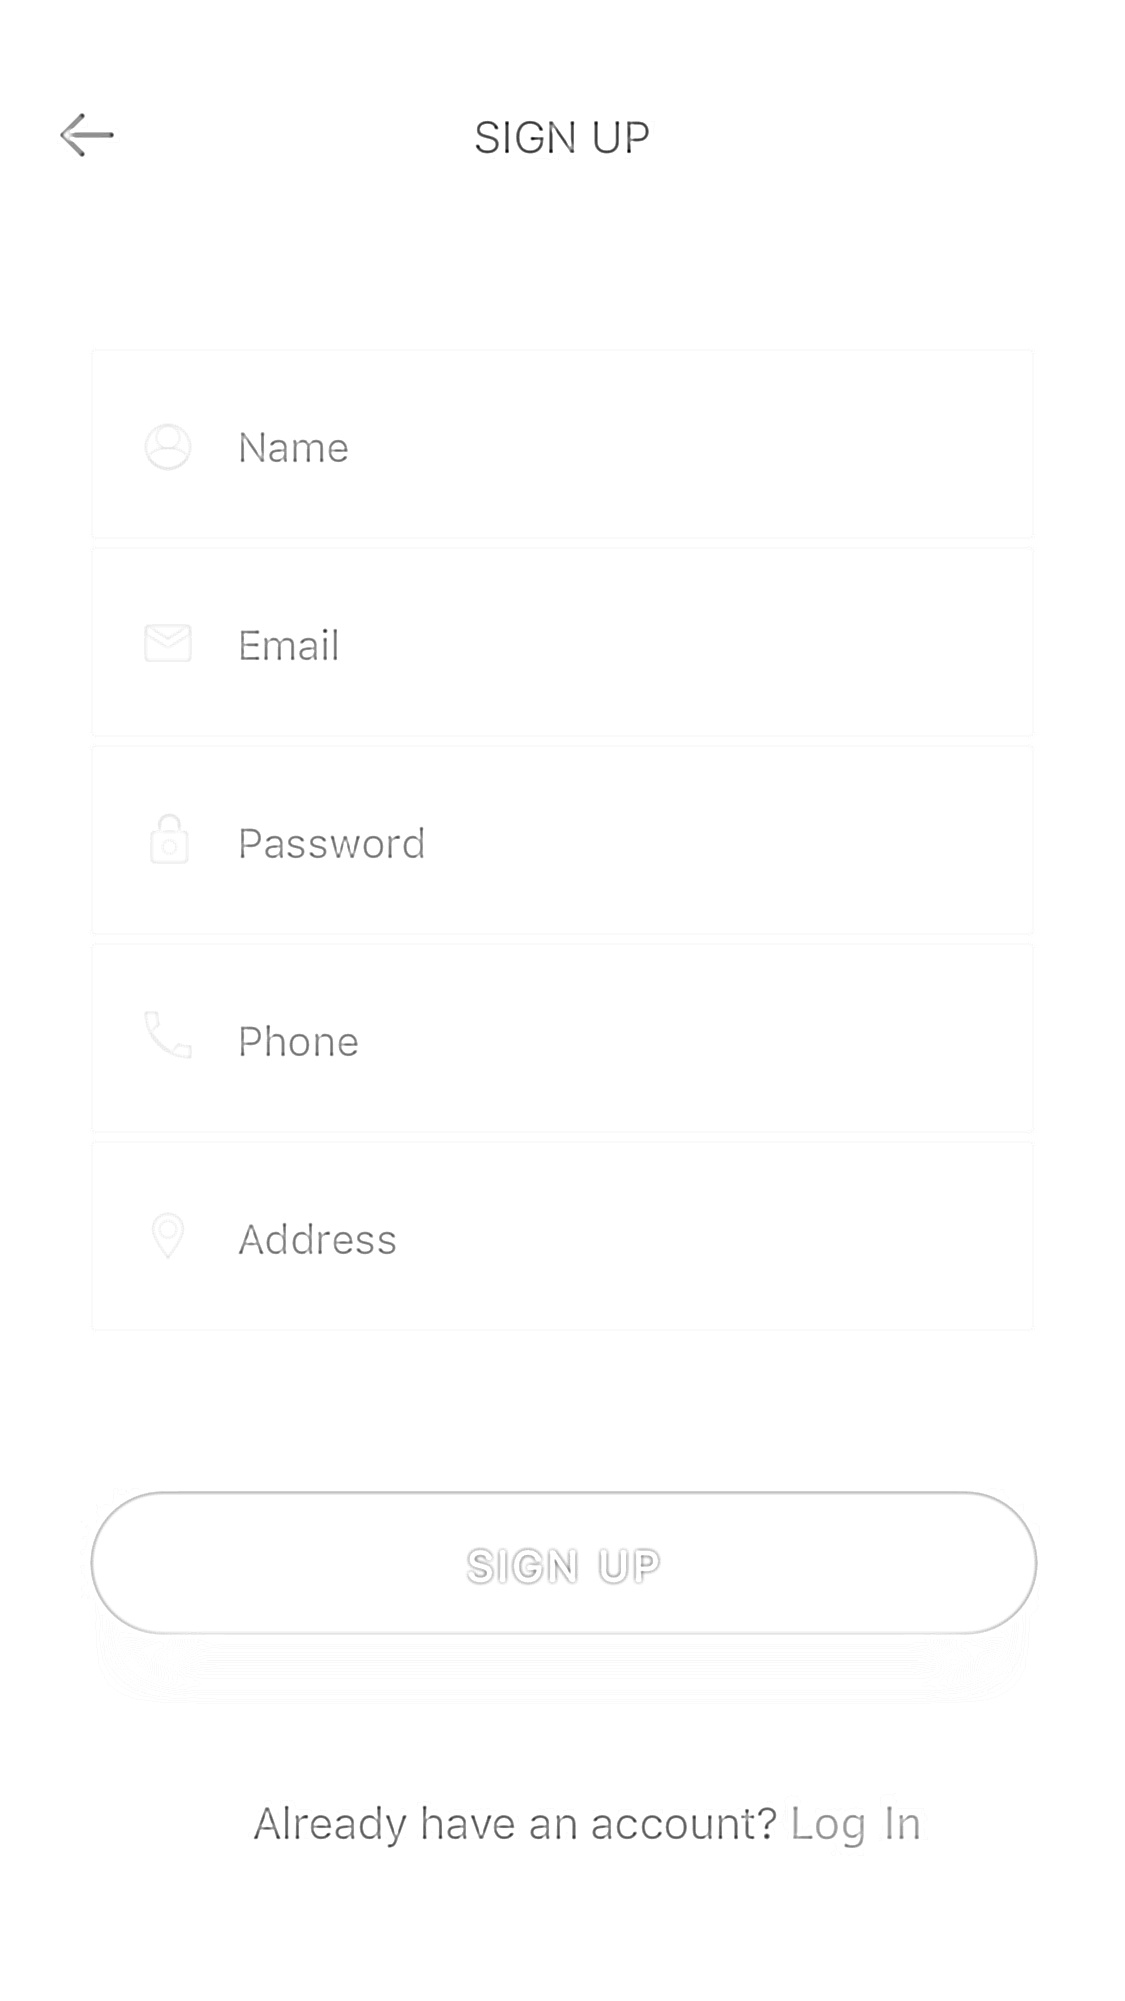 SIGN UP
Name
Email
Password
Phone
Address
SIGN UP
Already have an account? Log In